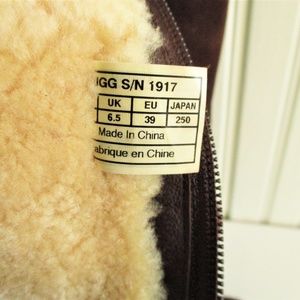 UGG S/N 1917
UK EU JAPAN
6.5 39 250
Made In China
abrique en Chine